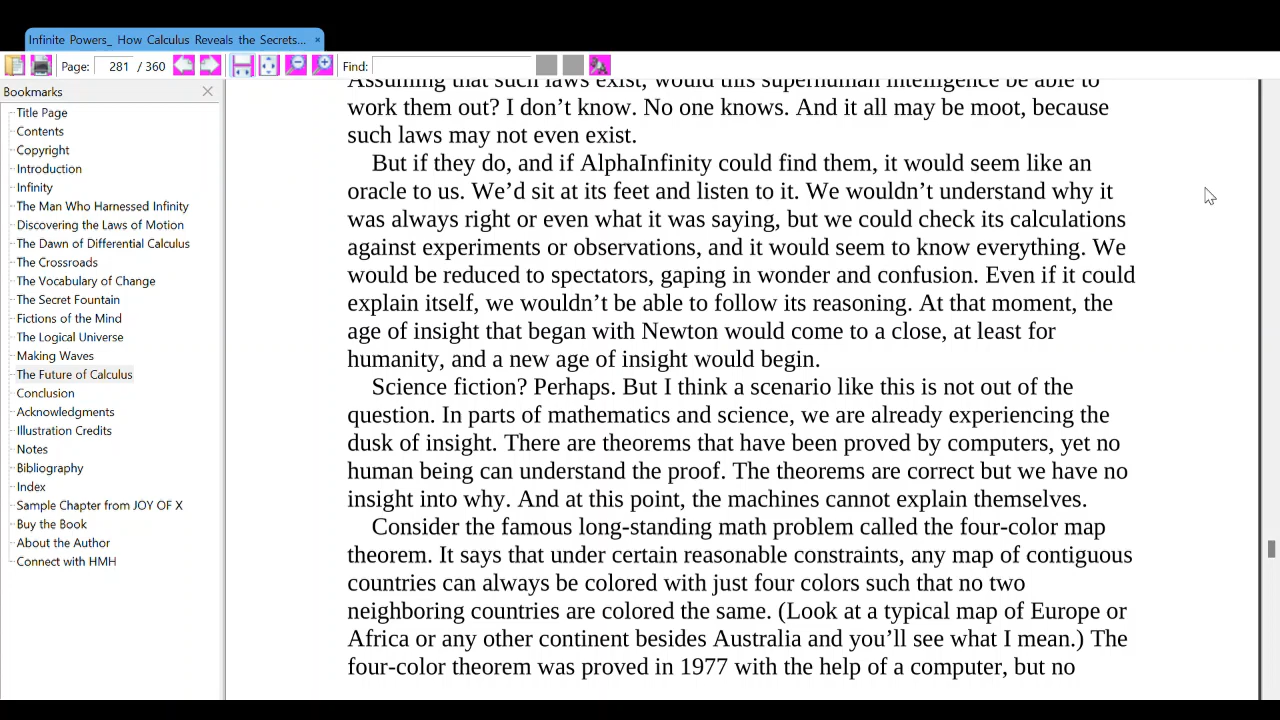 Infinite Powers_ How Calculus Reveals the Secrets... ×
Page: 281 / 360 Find:
Bookmarks
Title Page
Contents
Copyright
Introduction
Infinity
The Man Who Harnessed Infinity
Discovering the Laws of Motion
The Dawn of Differential Calculus
The Crossroads
The Vocabulary of Change
The Secret Fountain
Fictions of the Mind
The Logical Universe
Making Waves
The Future of Calculus
Conclusion
Acknowledgments
Illustration Credits
Notes
Bibliography
Index
Sample Chapter from JOY OF X
Buy the Book
About the Author
Connect with HMH
Assuming that such laws exist, would this superhuman intelligence be able to
work them out? I don’t know. No one knows. And it all may be moot, because
such laws may not even exist.
But if they do, and if AlphaInfinity could find them, it would seem like an
oracle to us. We’d sit at its feet and listen to it. We wouldn’t understand why it
was always right or even what it was saying, but we could check its calculations
against experiments or observations, and it would seem to know everything. We
would be reduced to spectators, gaping in wonder and confusion. Even if it could
explain itself, we wouldn’t be able to follow its reasoning. At that moment, the
age of insight that began with Newton would come to a close, at least for
humanity, and a new age of insight would begin.
Science fiction? Perhaps. But I think a scenario like this is not out of the
question. In parts of mathematics and science, we are already experiencing the
dusk of insight. There are theorems that have been proved by computers, yet no
human being can understand the proof. The theorems are correct but we have no
insight into why. And at this point, the machines cannot explain themselves.
Consider the famous long-standing math problem called the four-color map
theorem. It says that under certain reasonable constraints, any map of contiguous
countries can always be colored with just four colors such that no two
neighboring countries are colored the same. (Look at a typical map of Europe or
Africa or any other continent besides Australia and you’ll see what I mean.) The
four-color theorem was proved in 1977 with the help of a computer, but no